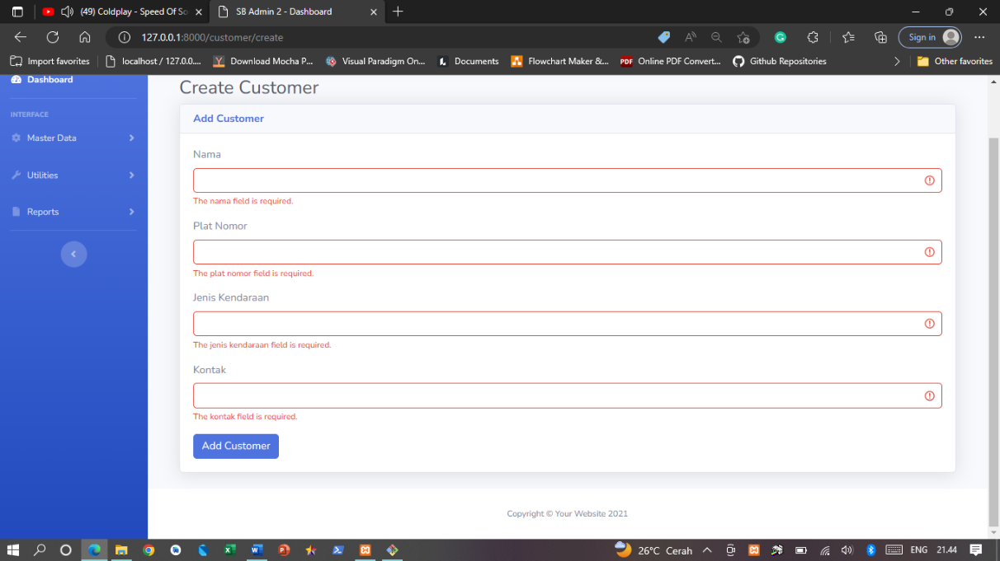 (49) Coldplay - Speed Of So
SB Admin 2 - Dashboard
127.0.0.1:8000/customer/create
Sign in
Import favorites
localhost / 127.0.0....
Download Mocha P...
Visual Paradigm On...
Documents
Flowchart Maker &...
PDF
Online PDF Convert...
Github Repositories
Other favorites
Dashboard
INTERFACE
Master Data
Utilities
Reports
Create Customer
Add Customer
Nama
The nama field is required.
Plat Nomor
The plat nomor field is required.
Jenis Kendaraan
The jenis kendaraan field is required.
Kontak
The kontak field is required.
Add Customer
Copyright © Your Website 2021
26°C Cerah
ENG
21.44